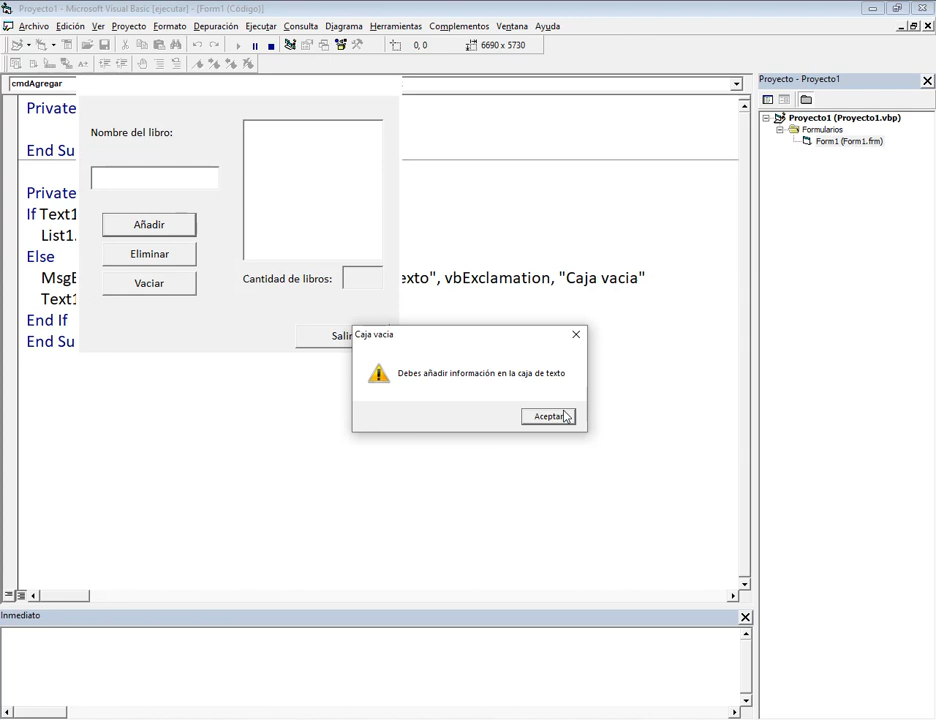 Proyecto1 - Microsoft Visual Basic [ejecutar] - [Form1 (Código)]
Archivo Edición Ver Proyecto Formato Depuración Ejecutar Consulta Diagrama Herramientas Complementos Ventana Ayuda
0, 0 6690 x 5730
cmdAgregar
Private
End Su
Private
If Text1
List1.
Else
MsgB
exto", vbExclamation, "Caja vacia"
Text1
End If
End Su
Nombre del libro:
Añadir
Eliminar
Vaciar
Cantidad de libros:
Salir
Caja vacia
Debes añadir información en la caja de texto
Aceptar
Proyecto - Proyecto1
Proyecto1 (Proyecto1.vbp)
Formularios
Form1 (Form1.frm)
Inmediato